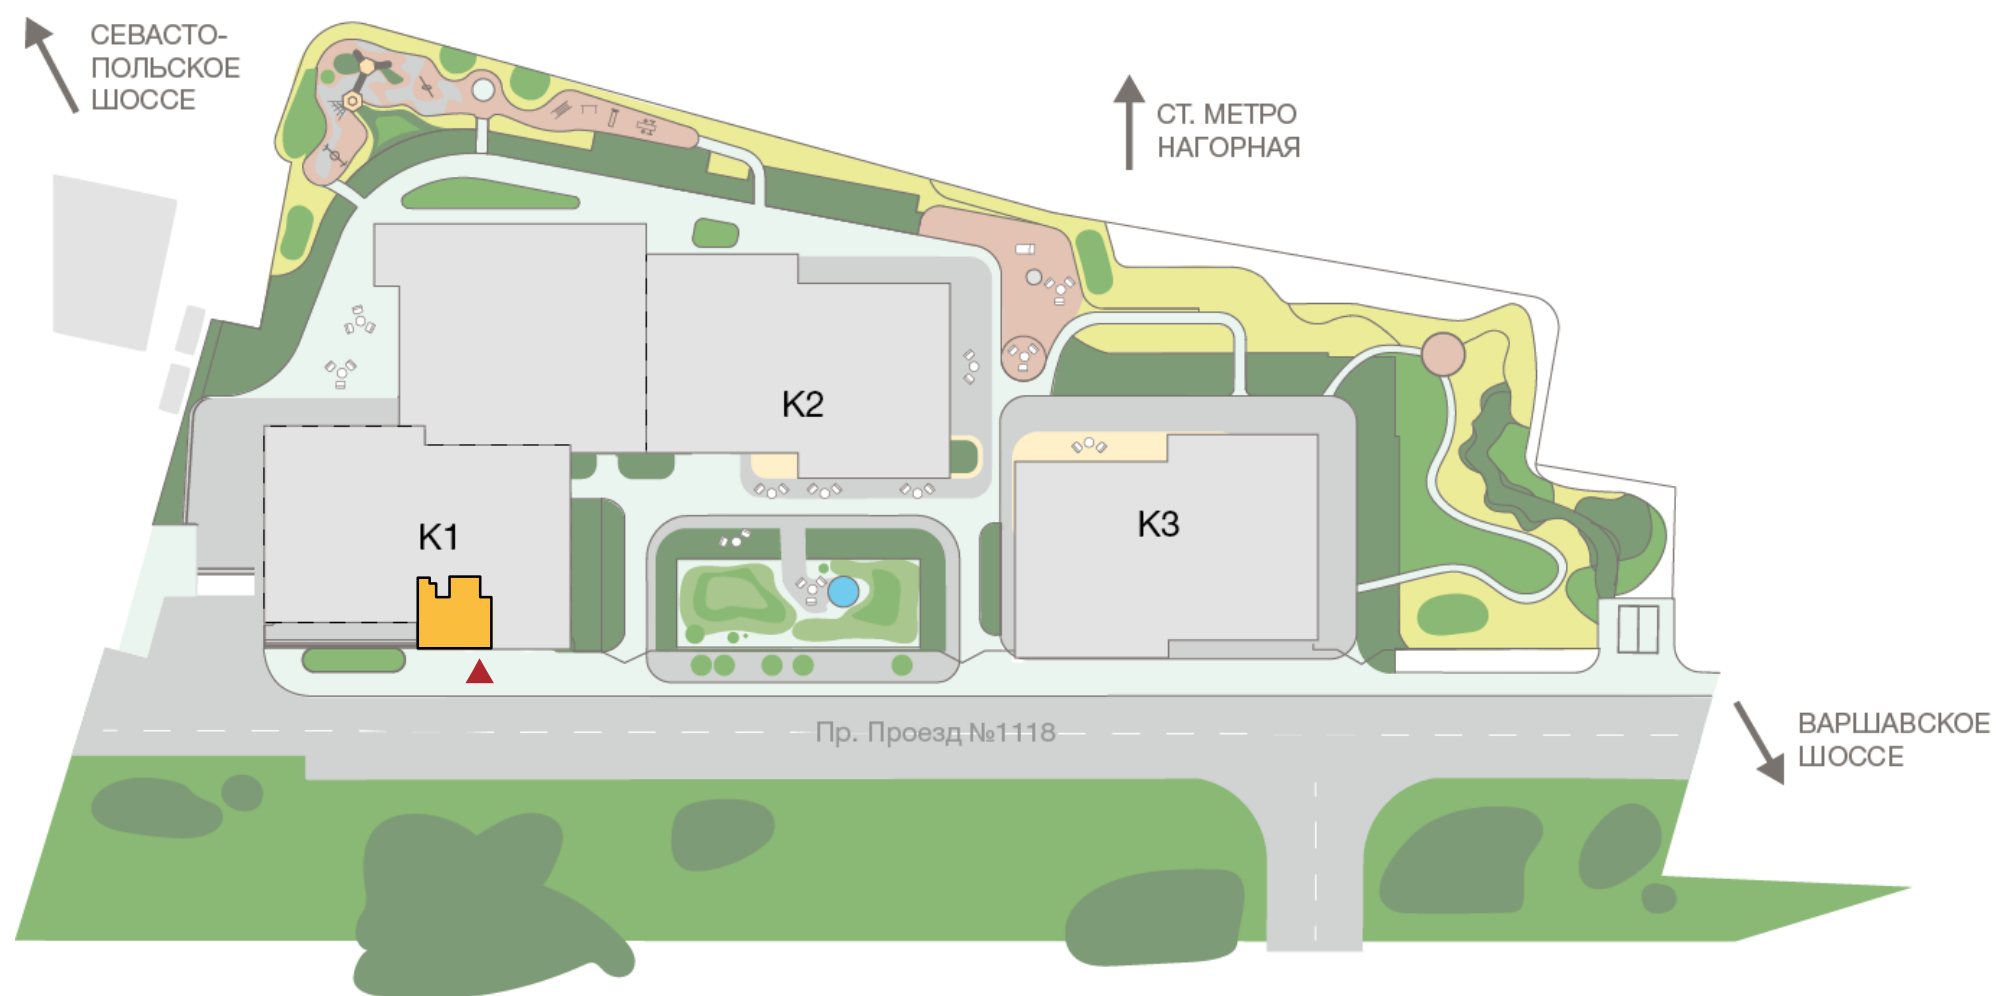 СЕВАСТО-
ПОЛЬСКОЕ
ШОССЕ
СТ. МЕТРО
НАГОРНАЯ
К2
К3
К1
Пр. Проезд №1118
ВАРШАВСКОЕ
ШОССЕ